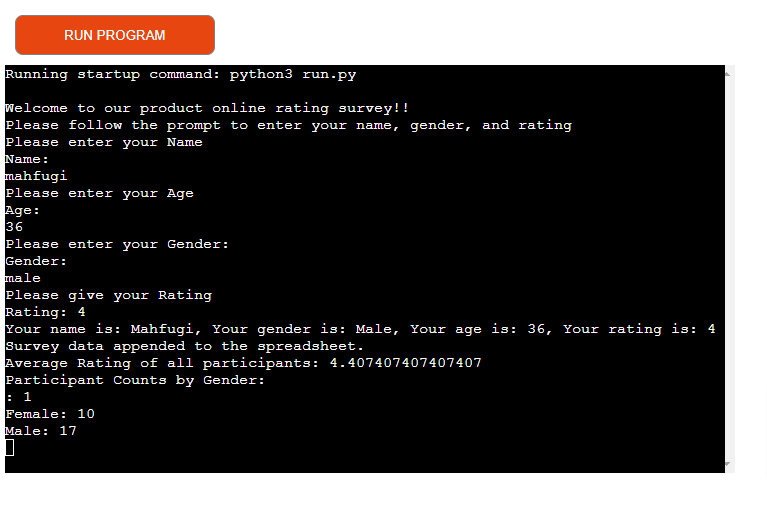 RUN PROGRAM
Running startup command: python3 run.py
Welcome to our product online rating survey!!
Please follow the prompt to enter your name, gender, and rating
Please enter your Name
Name:
mahfugi
Please enter your Age
Age:
36
Please enter your Gender:
Gender:
male
Please give your Rating
Rating: 4
Your name is: Mahfugi, Your gender is: Male, Your age is: 36, Your rating is: 4
Survey data appended to the spreadsheet.
Average Rating of all participants: 4.407407407407407
Participant Counts by Gender:
: 1
Female: 10
Male: 17